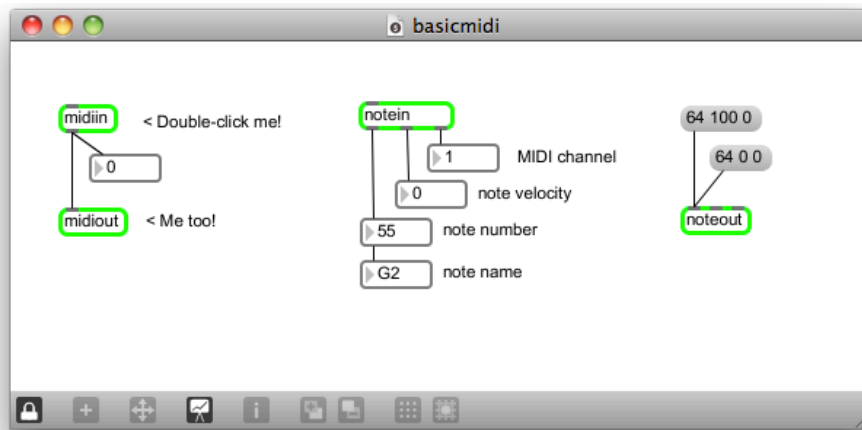 basicmidi
midiin
< Double-click me!
0
midiout
< Me too!
notein
1
MIDI channel
0
note velocity
55
note number
G2
note name
64 100 0
64 0 0
noteout